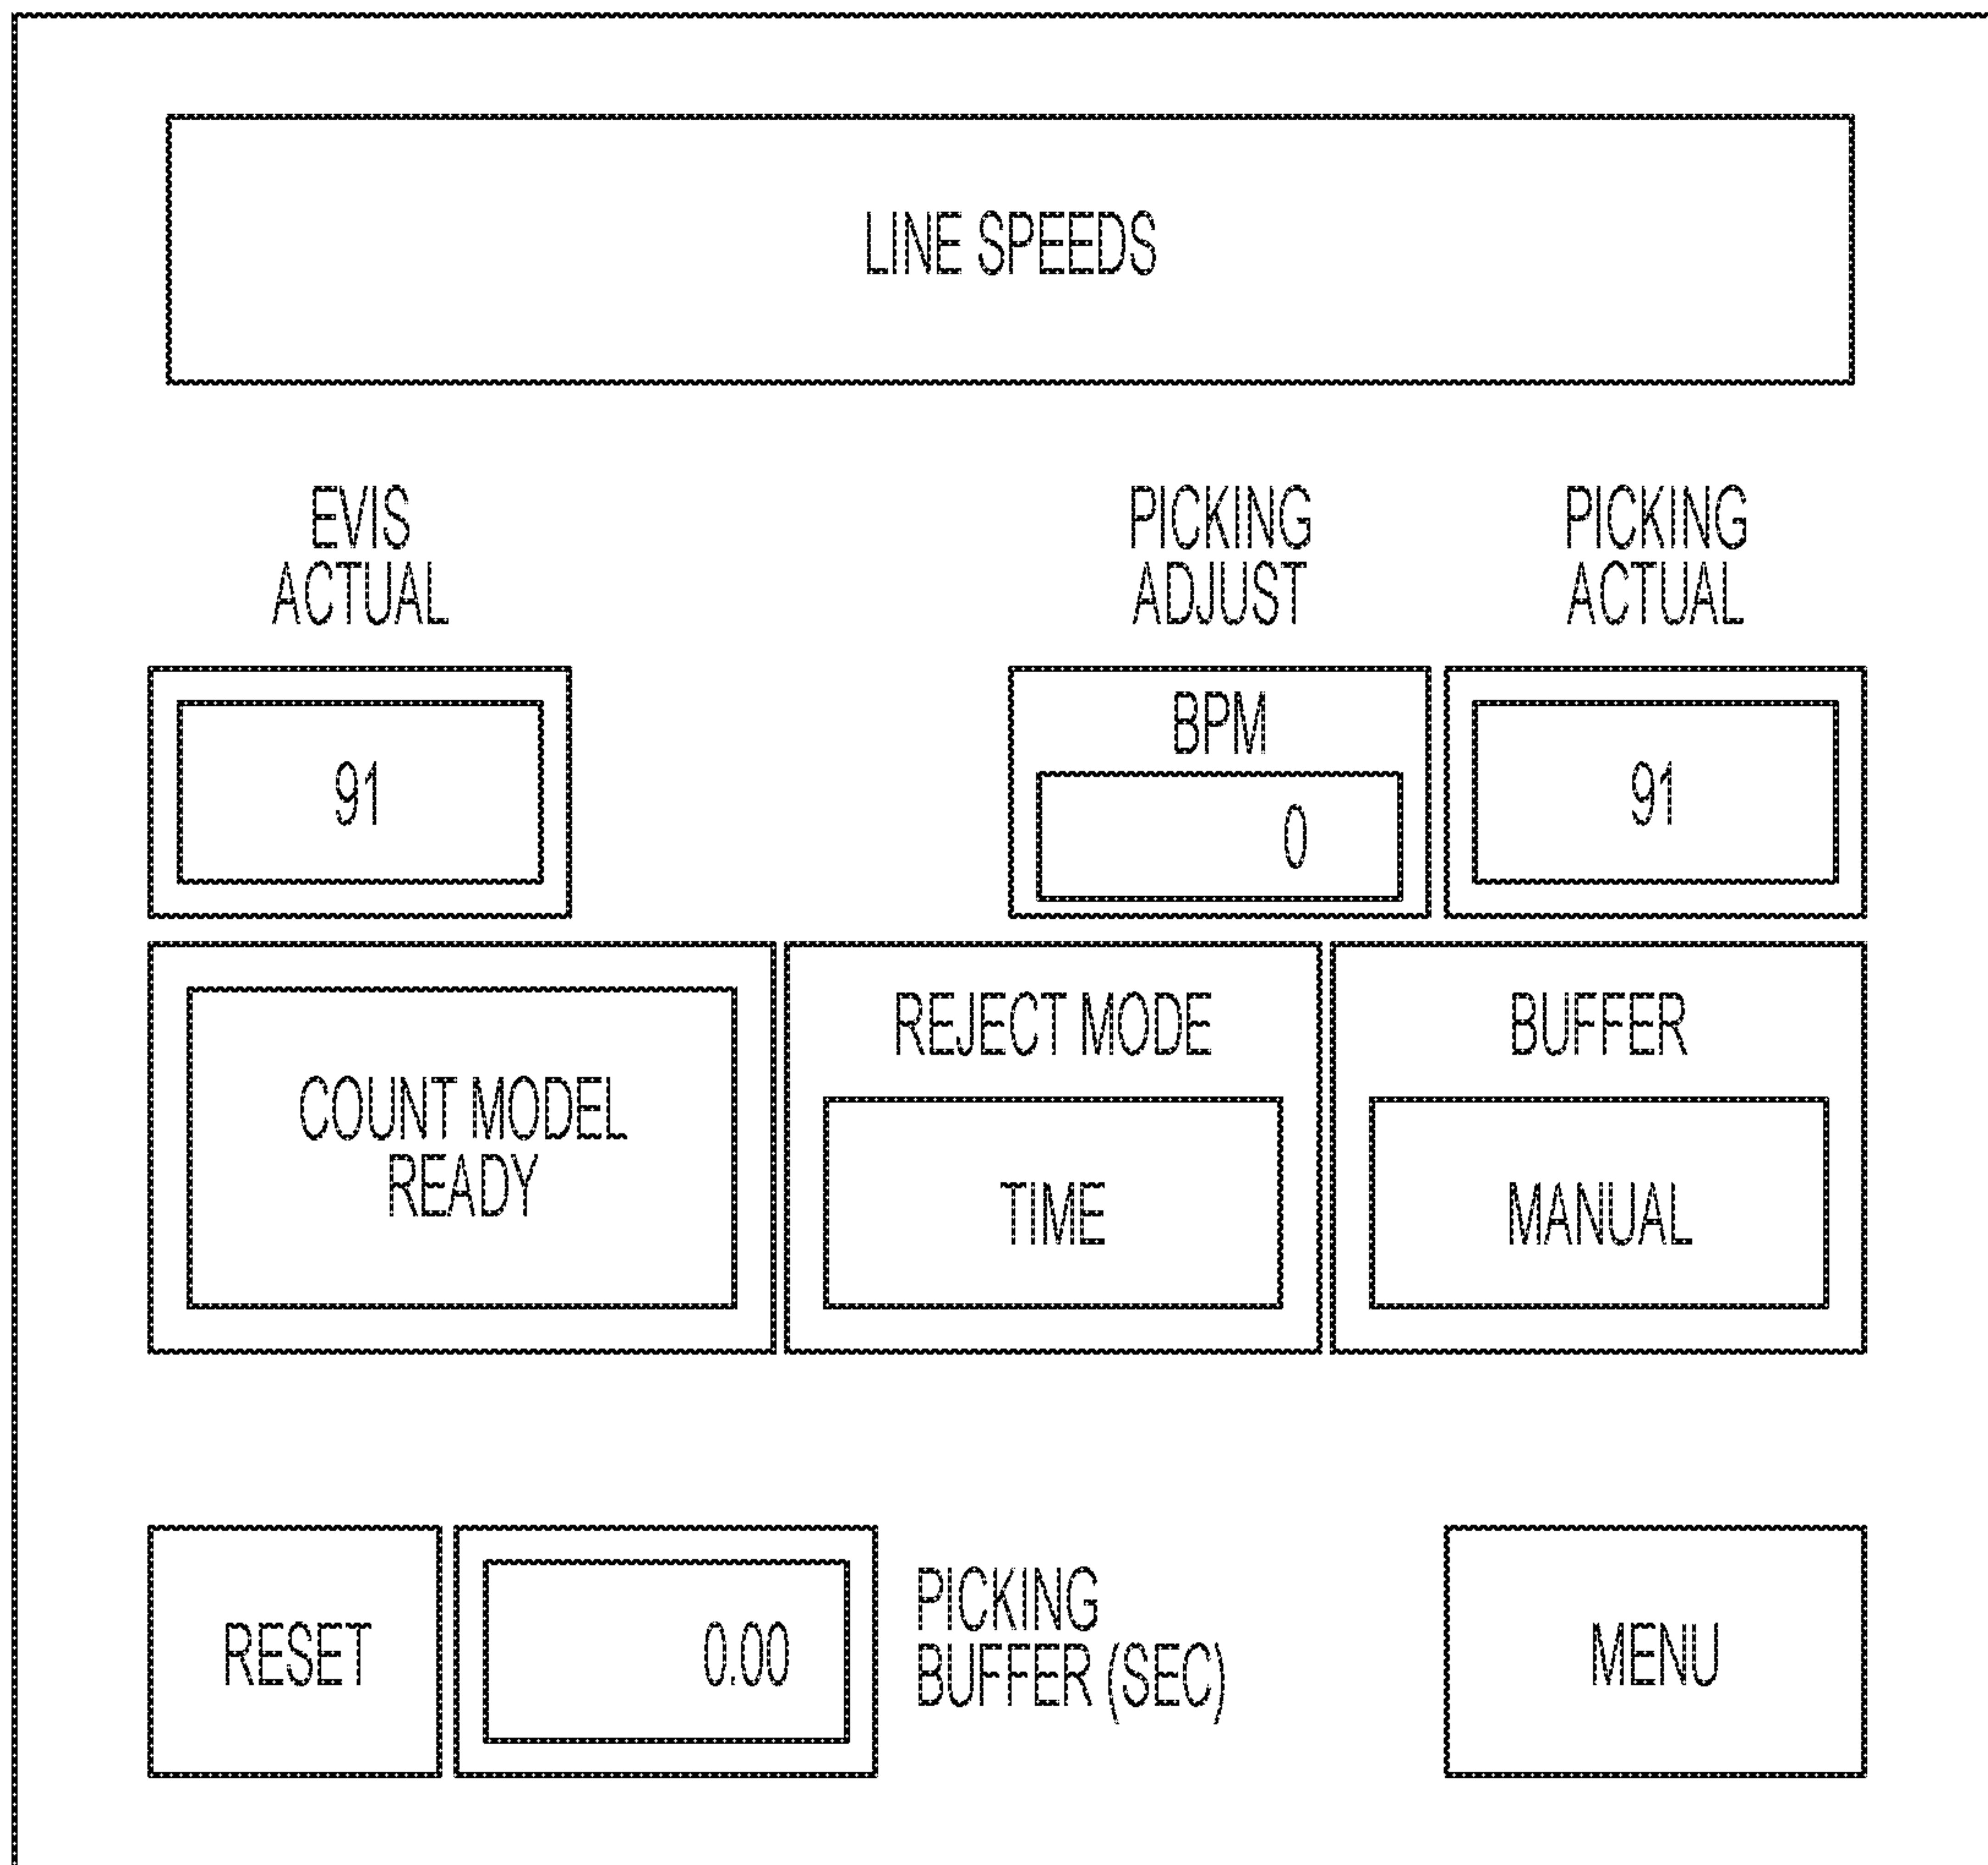 LINE SPEEDS
EVIS
ACTUAL
PICKING
ADJUST
PICKING
ACTUAL
91
BPM
0
91
COUNT MODEL
READY
REJECT MODE
TIME
BUFFER
MANUAL
RESET
0.00
PICKING
BUFFER (SEC)
MENU